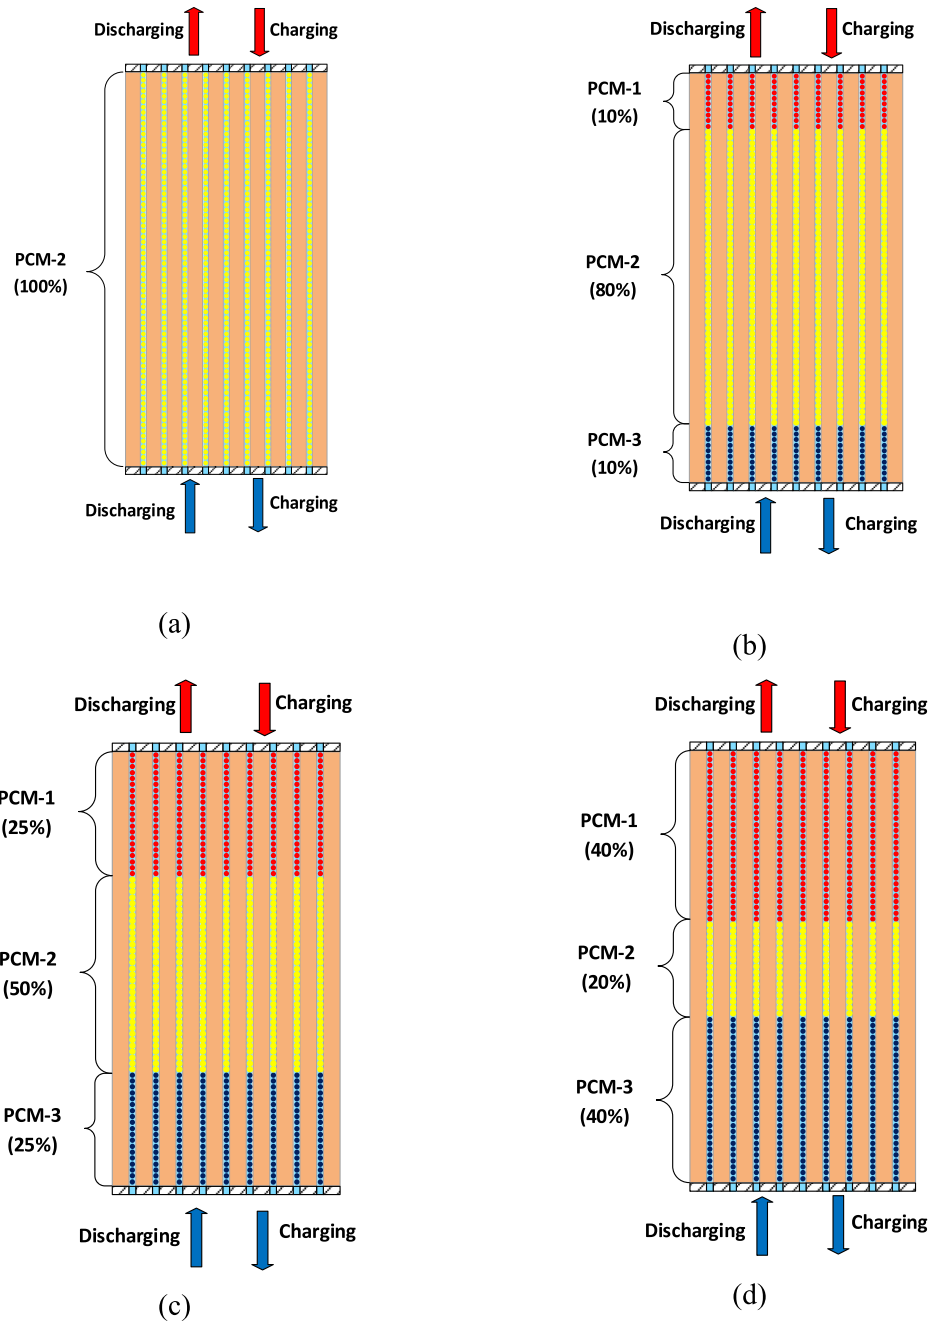 Discharging
Charging
PCM-2
(100%)
Discharging
Charging
(a)
Discharging
Charging
PCM-1
(10%)
PCM-2
(80%)
PCM-3
(10%)
Discharging
Charging
(b)
Discharging
Charging
PCM-1
(25%)
PCM-2
(50%)
PCM-3
(25%)
Discharging
Charging
(c)
Discharging
Charging
PCM-1
(40%)
PCM-2
(20%)
PCM-3
(40%)
Discharging
Charging
(d)